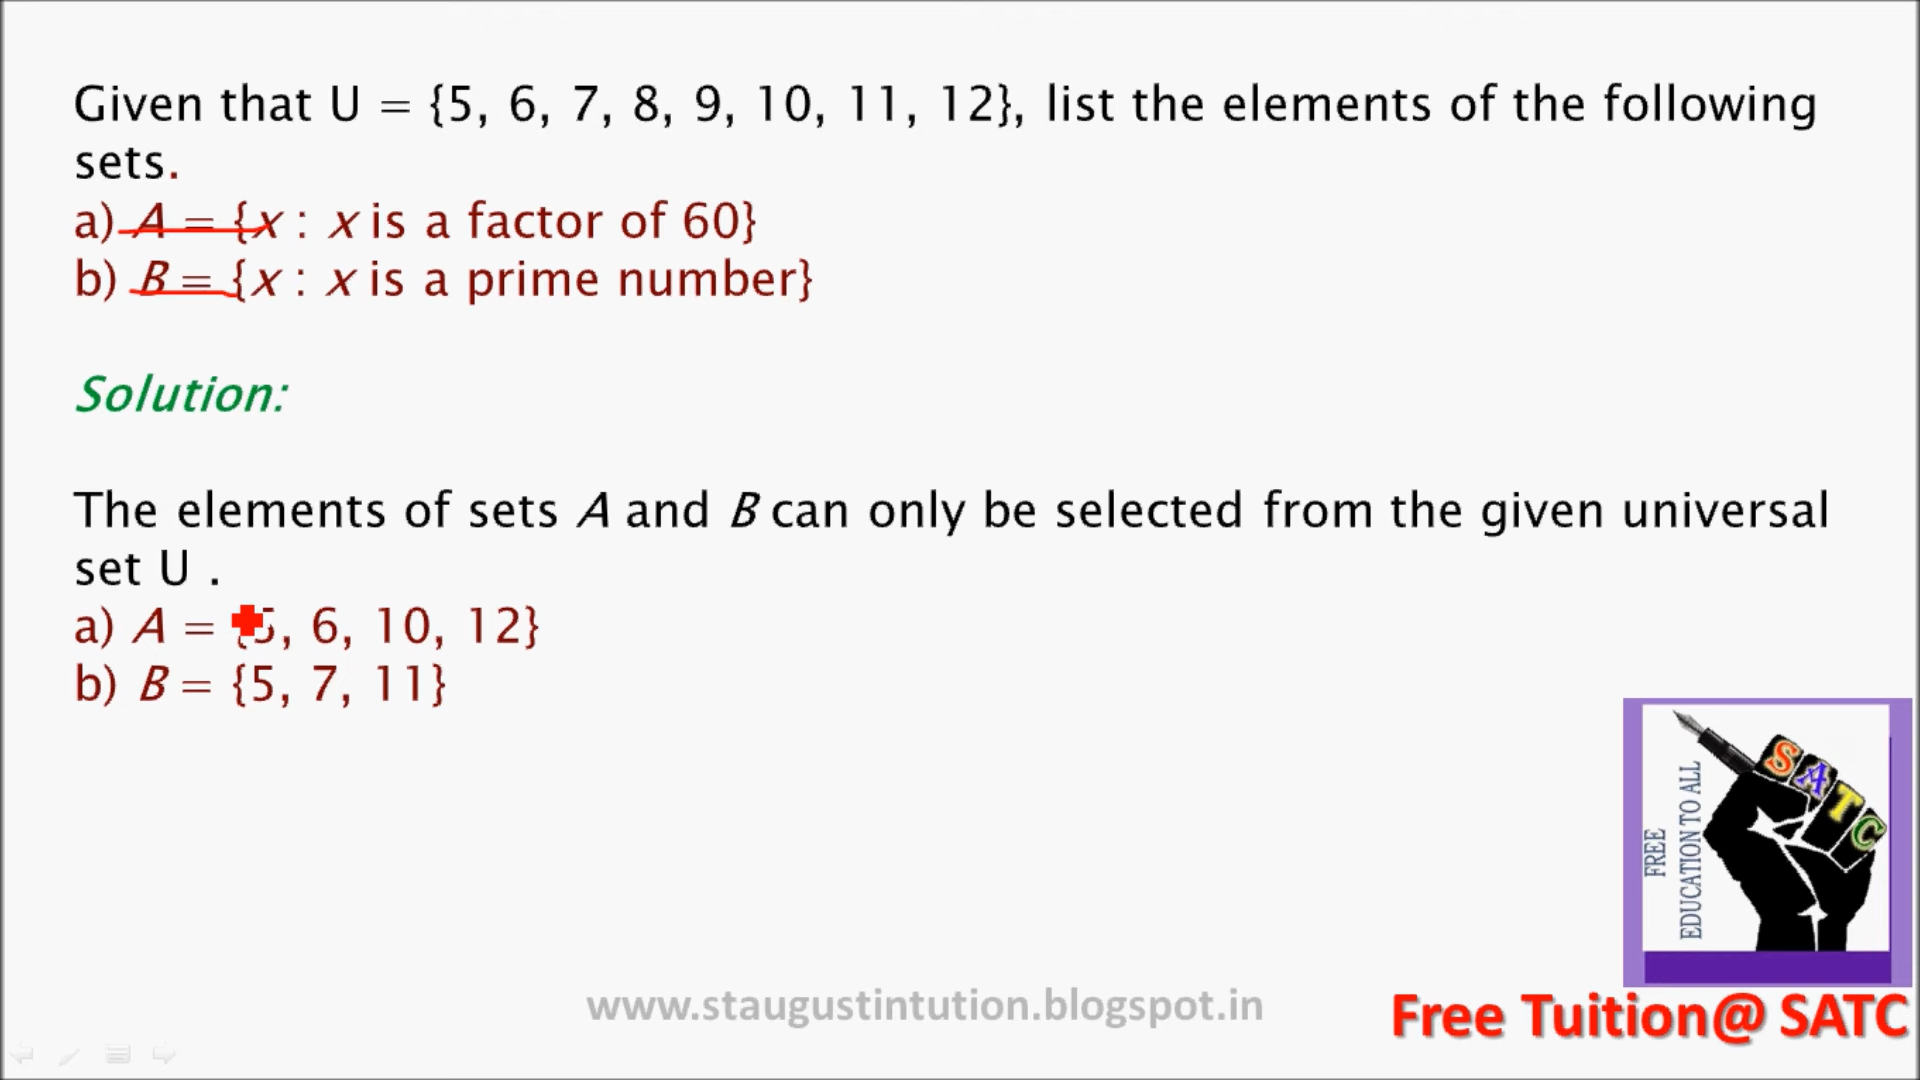 Given that U = {5, 6, 7, 8, 9, 10, 11, 12}, list the elements of the following
sets.
a) A = {x : x is a factor of 60}
b) B = {x : x is a prime number}
Solution:
The elements of sets A and B can only be selected from the given universal
set U .
a) A = {5, 6, 10, 12}
b) B = {5, 7, 11}
FREE
EDUCATION TO ALL
SATC
www.staugustintution.blogspot.in
Free Tuition@ SATC